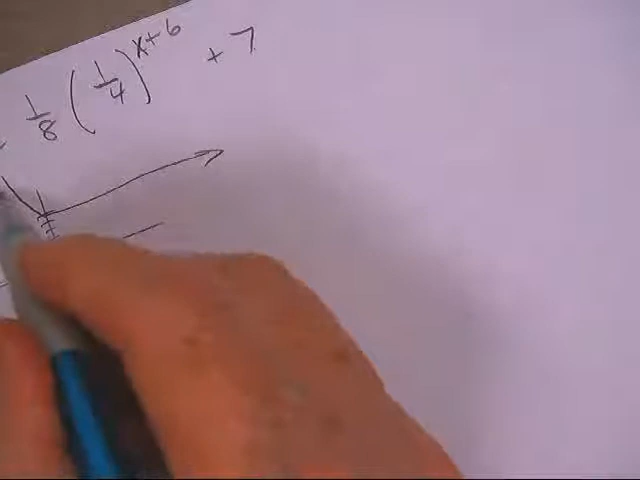 1/8 (1/4)^{x+6} + 7